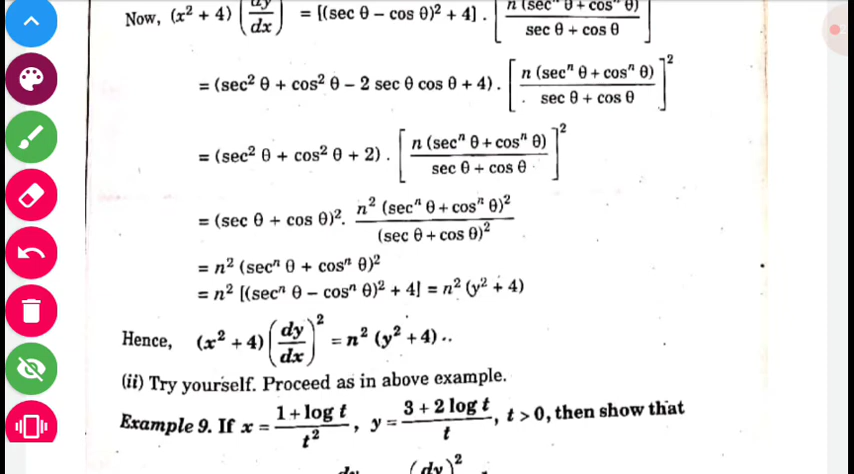 Now, (x² + 4) (dy/dx) = [(sec θ – cos θ)² + 4] . [n (secⁿ θ + cosⁿ θ) / sec θ + cos θ]
= (sec² θ + cos² θ – 2 sec θ cos θ + 4) . [n (secⁿ θ + cosⁿ θ) / sec θ + cos θ]²
= (sec² θ + cos² θ + 2) . [n (secⁿ θ + cosⁿ θ) / sec θ + cos θ]²
= (sec θ + cos θ)². n² (secⁿ θ + cosⁿ θ)² / (sec θ + cos θ)²
= n² (secⁿ θ + cosⁿ θ)²
= n² [(secⁿ θ – cosⁿ θ)² + 4] = n² (y² + 4)
Hence, (x² + 4) (dy/dx)² = n² (y² + 4) ..
(ii) Try yourself. Proceed as in above example.
Example 9. If x = 1 + log t / t², y = 3 + 2 log t / t, t > 0, then show that
(dy)²